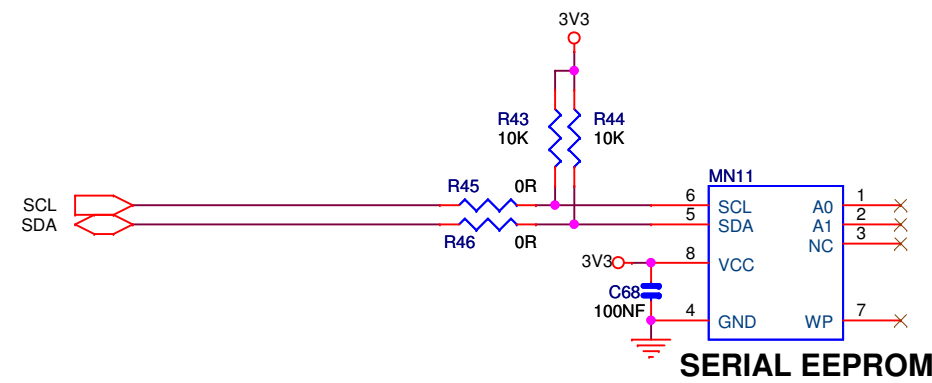 3V3
R43
10K
R44
10K
MN11
SCL
SDA
R45
0R
R46
0R
6
5
SCL
SDA
A0
A1
NC
1
2
3
3V3
8
VCC
C68
100NF
4
GND
WP
7
SERIAL EEPROM